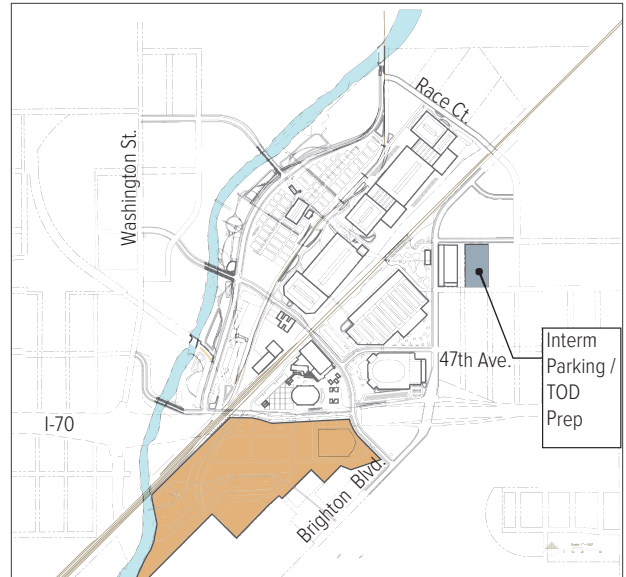 Race Ct.
Washington St.
47th Ave.
Interm
Parking /
TOD
Prep
I-70
Brighton Blvd.